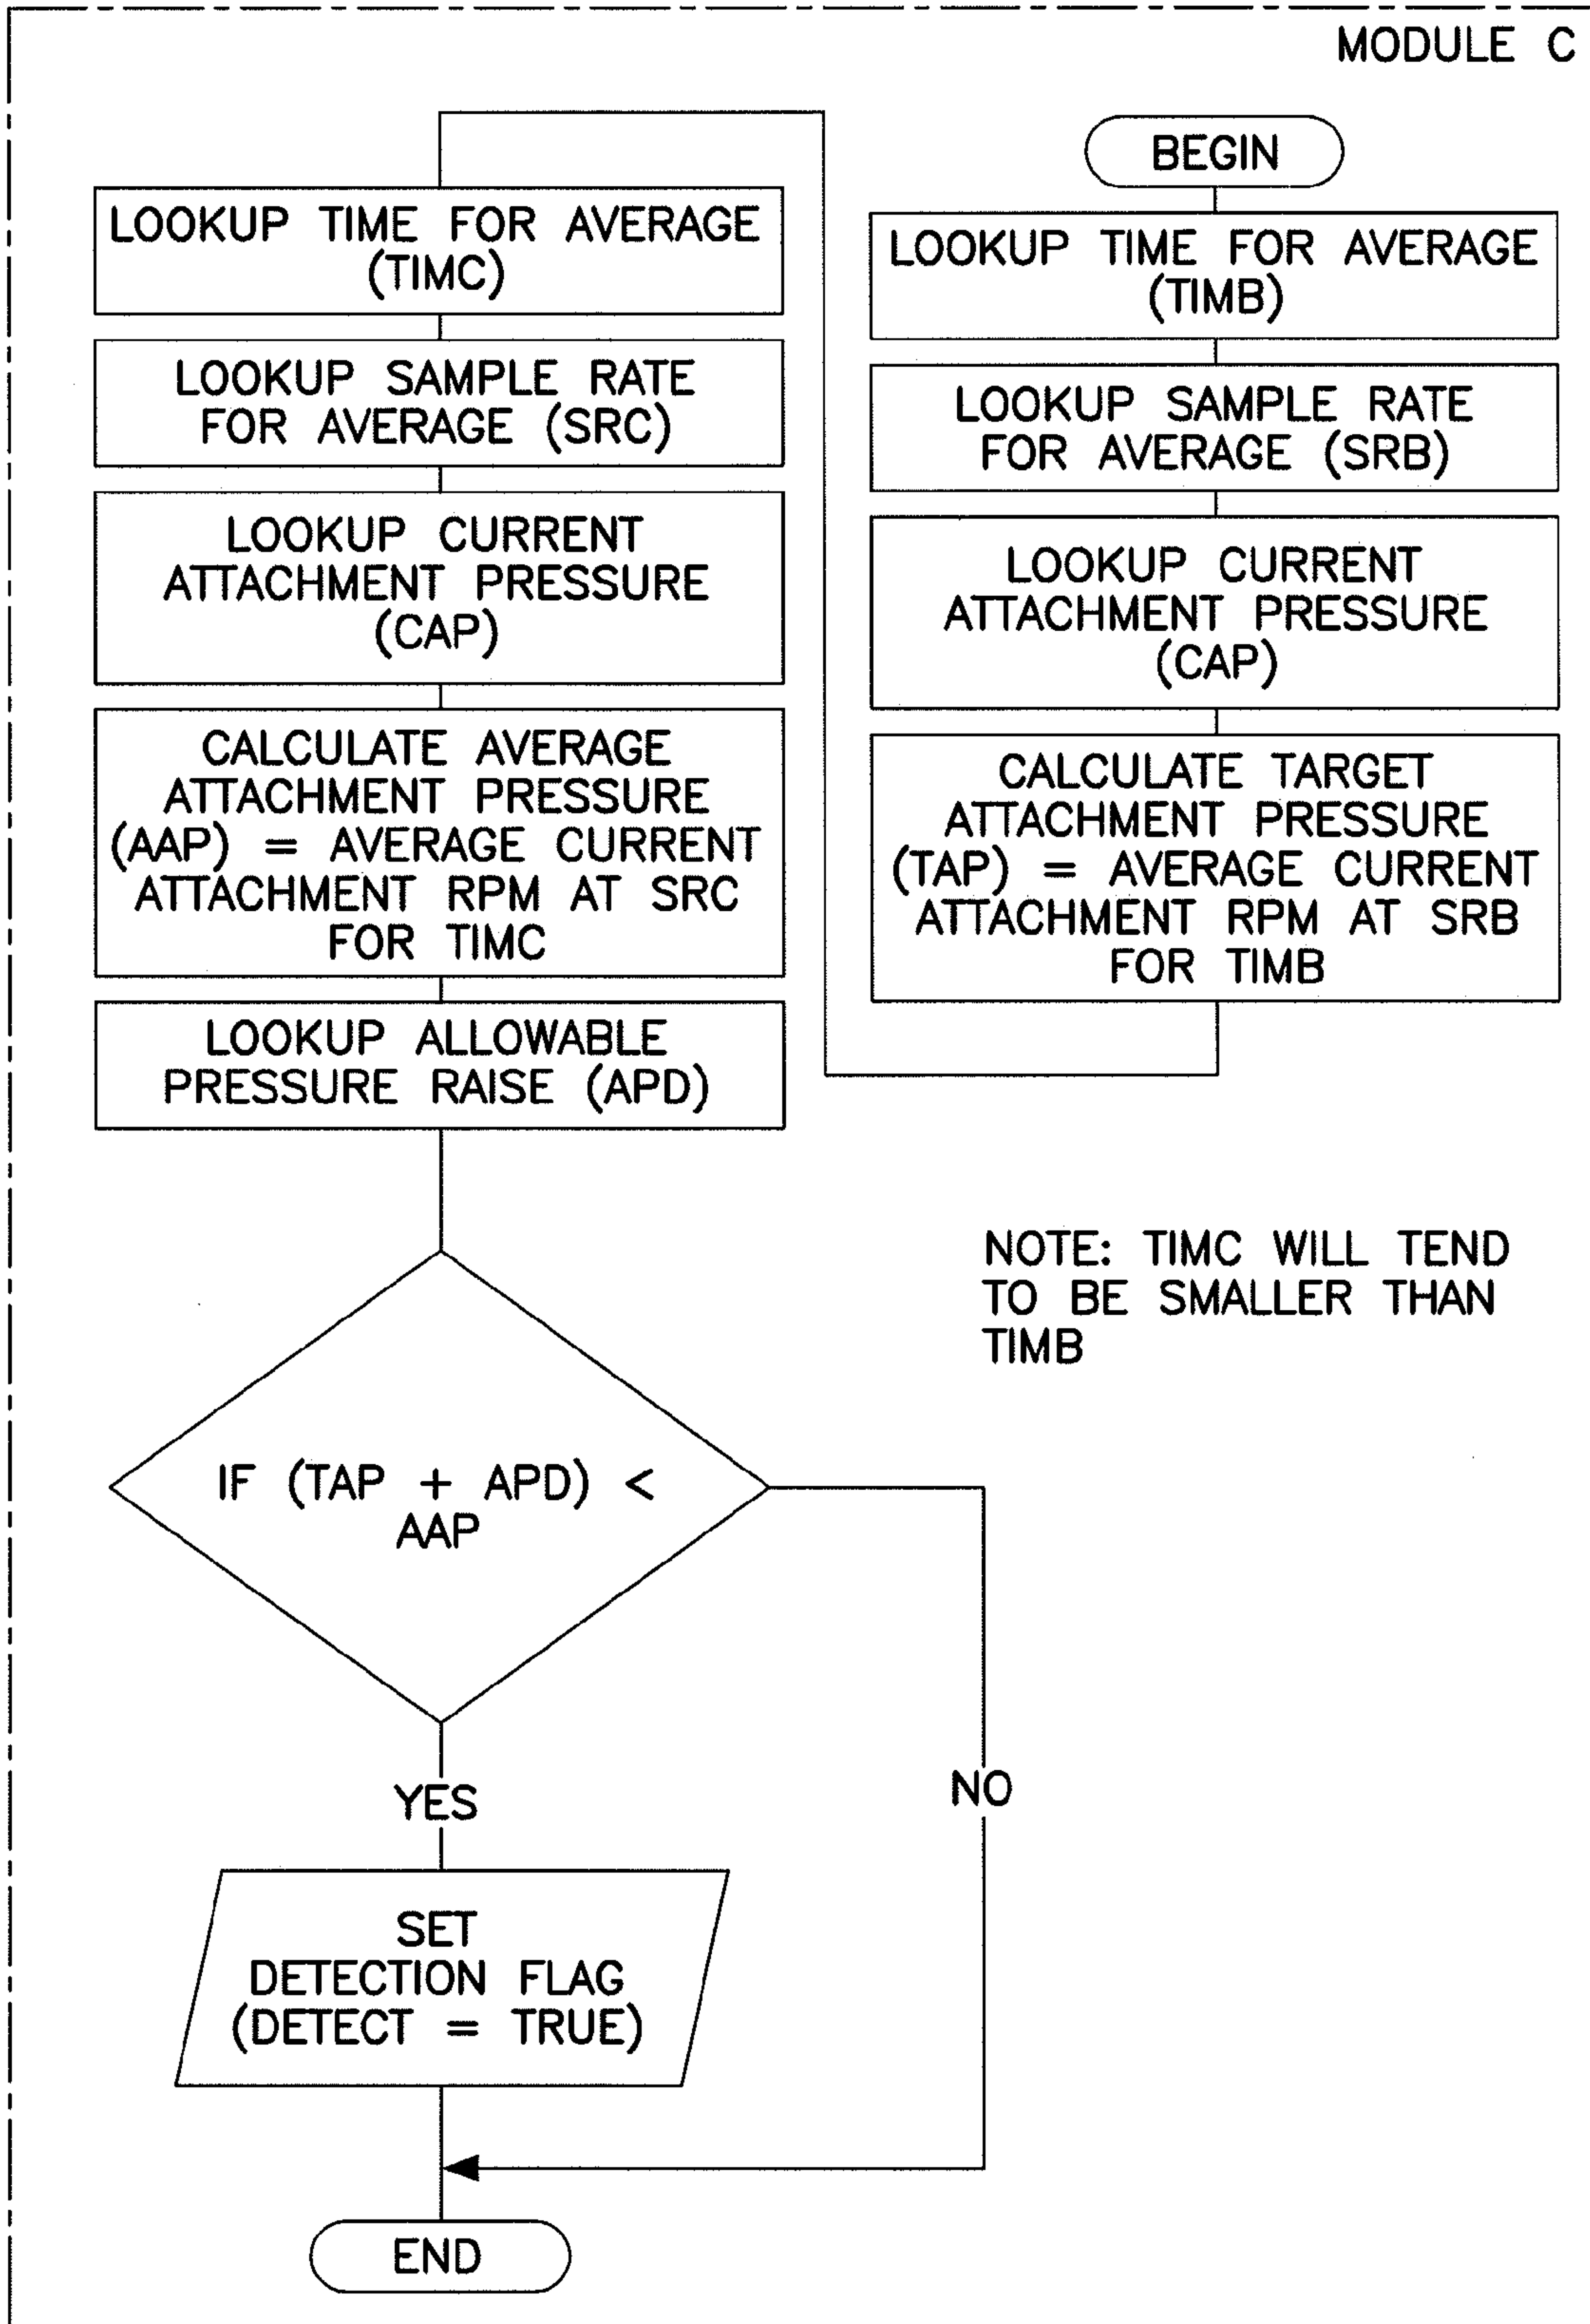 MODULE C
BEGIN
LOOKUP TIME FOR AVERAGE
(TIMB)
LOOKUP SAMPLE RATE
FOR AVERAGE (SRB)
LOOKUP CURRENT
ATTACHMENT PRESSURE
(CAP)
CALCULATE TARGET
ATTACHMENT PRESSURE
(TAP) = AVERAGE CURRENT
ATTACHMENT RPM AT SRB
FOR TIMB
LOOKUP TIME FOR AVERAGE
(TIMC)
LOOKUP SAMPLE RATE
FOR AVERAGE (SRC)
LOOKUP CURRENT
ATTACHMENT PRESSURE
(CAP)
CALCULATE AVERAGE
ATTACHMENT PRESSURE
(AAP) = AVERAGE CURRENT
ATTACHMENT RPM AT SRC
FOR TIMC
LOOKUP ALLOWABLE
PRESSURE RAISE (APD)
NOTE: TIMC WILL TEND
TO BE SMALLER THAN
TIMB
IF (TAP + APD) <
AAP
YES
NO
SET
DETECTION FLAG
(DETECT = TRUE)
END